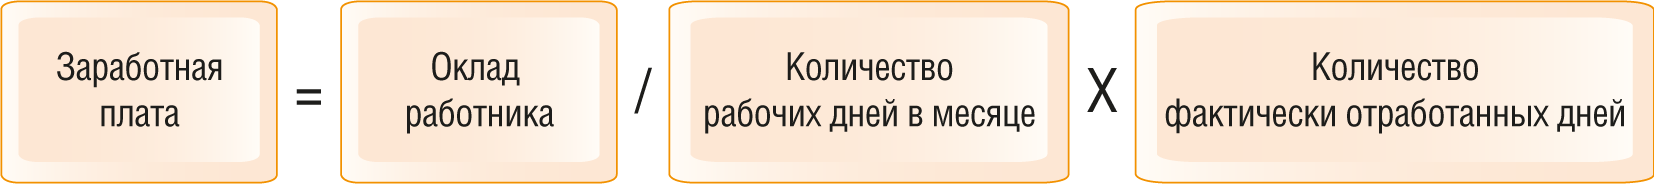 Заработная
плата
=
Оклад
работника
/
Количество
рабочих дней в месяце
X
Количество
фактически отработанных дней